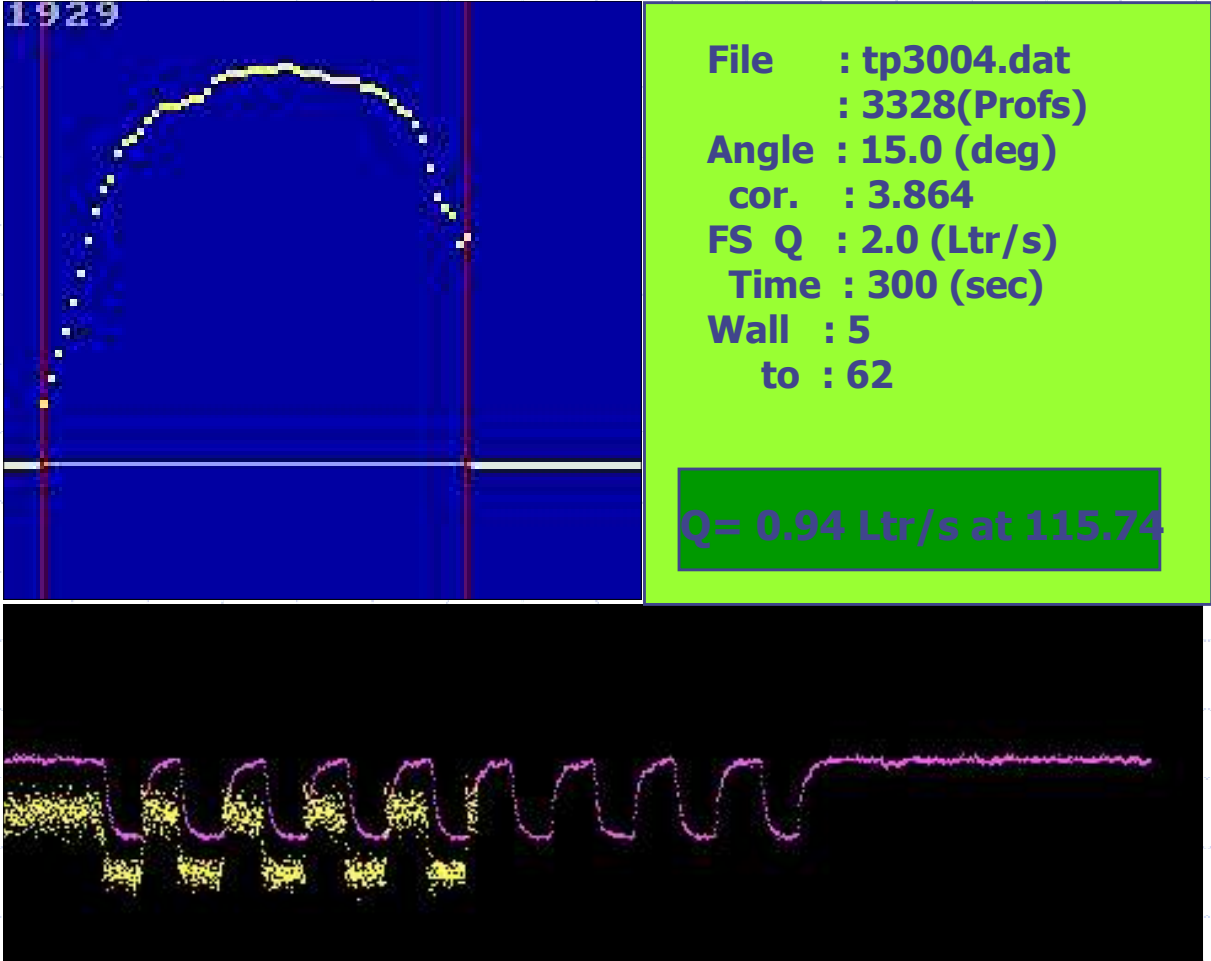 1929
File : tp3004.dat
: 3328(Profs)
Angle : 15.0 (deg)
cor. : 3.864
FS Q : 2.0 (Ltr/s)
Time : 300 (sec)
Wall : 5
to : 62
Q= 0.94 Ltr/s at 115.74